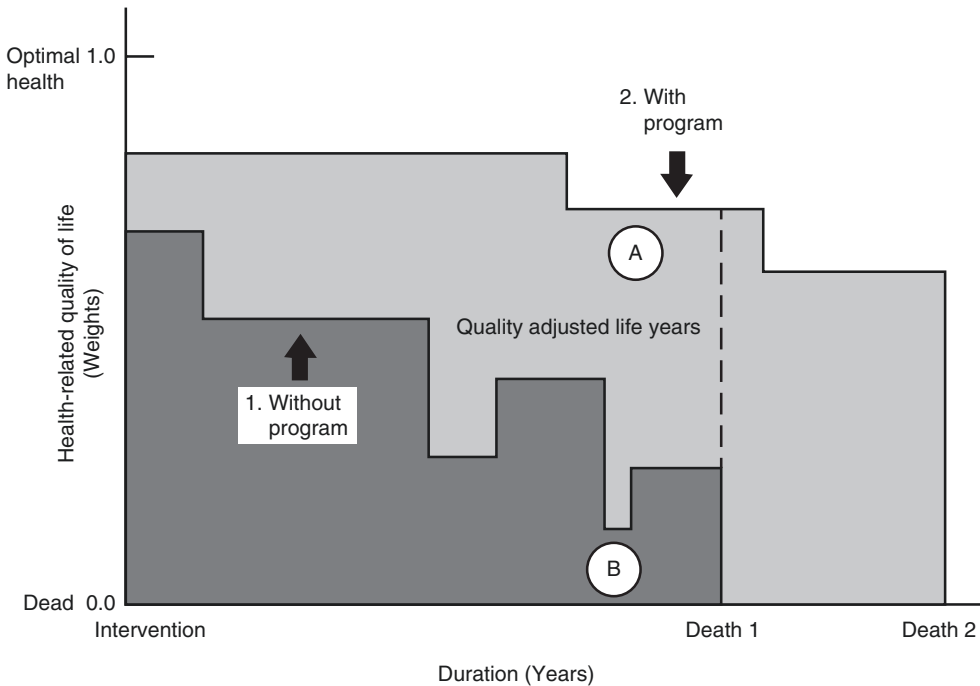 Optimal 1.0
health
2. With
program
A
Health-related quality of life
(Weights)
Quality adjusted life years
1. Without
program
B
Dead 0.0
Intervention
Death 1
Death 2
Duration (Years)